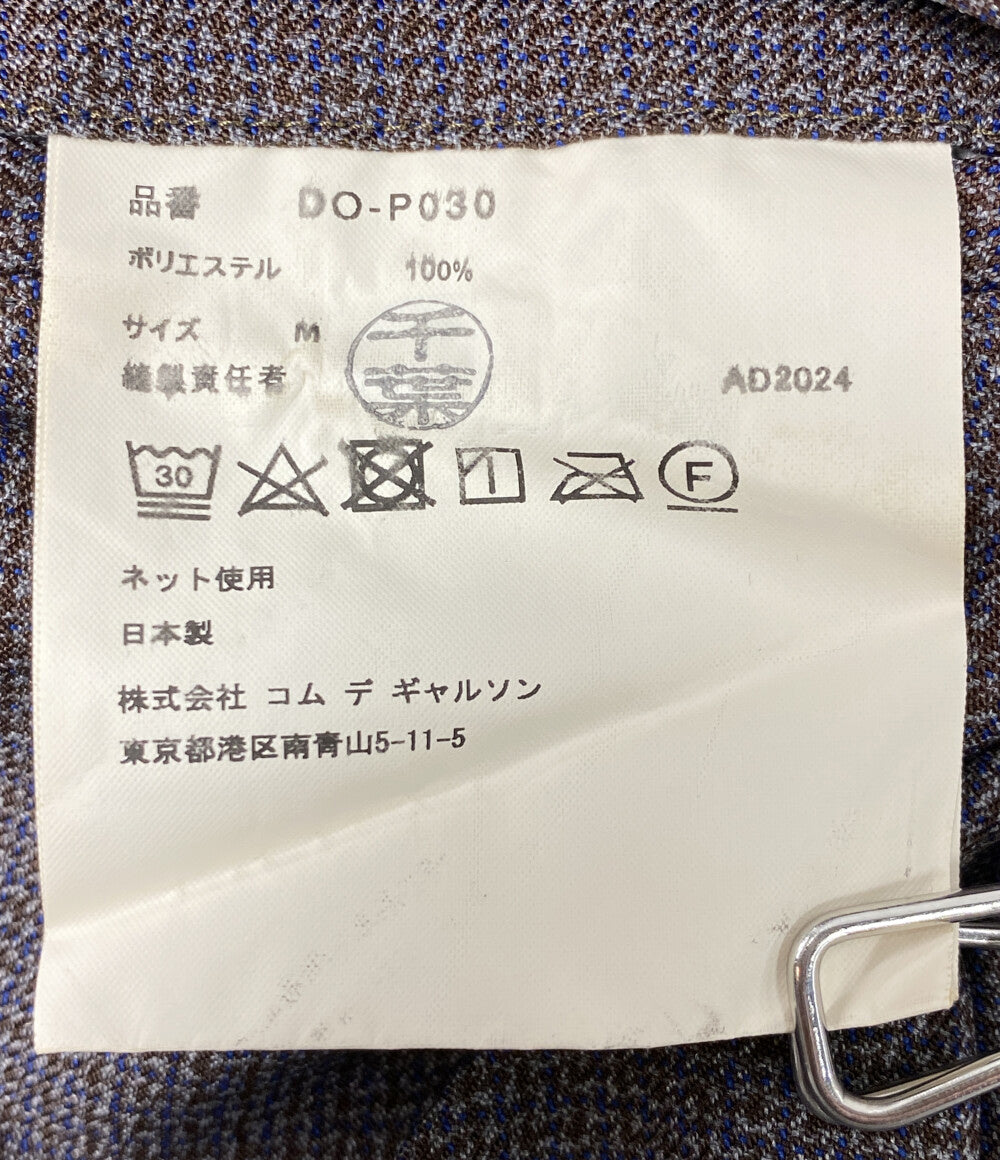 品番 DO-P030
ポリエステル 100%
サイズ M
縫製責任者 千葉 AD2024
30 F
ネット使用
日本製
株式会社 コム デ ギャルソン
東京都港区南青山5-11-5